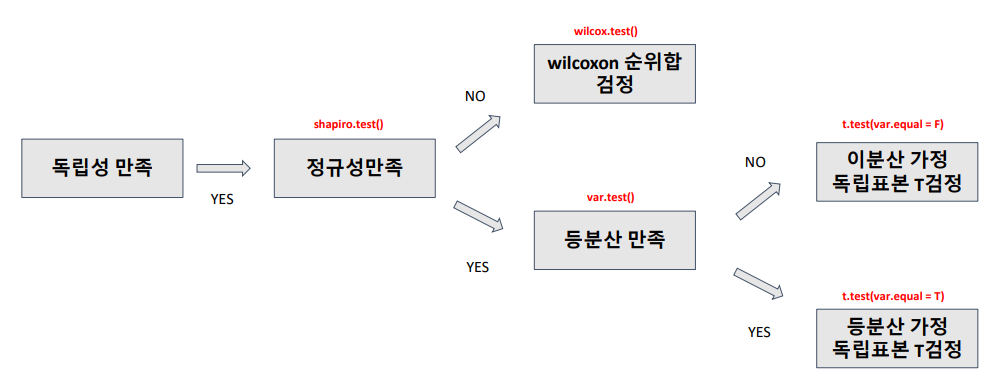 wilcox.test()
wilcoxon 순위합
검정
NO
shapiro.test()
t.test(var.equal = F)
독립성 만족
정규성만족
NO
이분산 가정
독립표본 T검정
YES
var.test()
등분산 만족
YES
t.test(var.equal = T)
YES
등분산 가정
독립표본 T검정